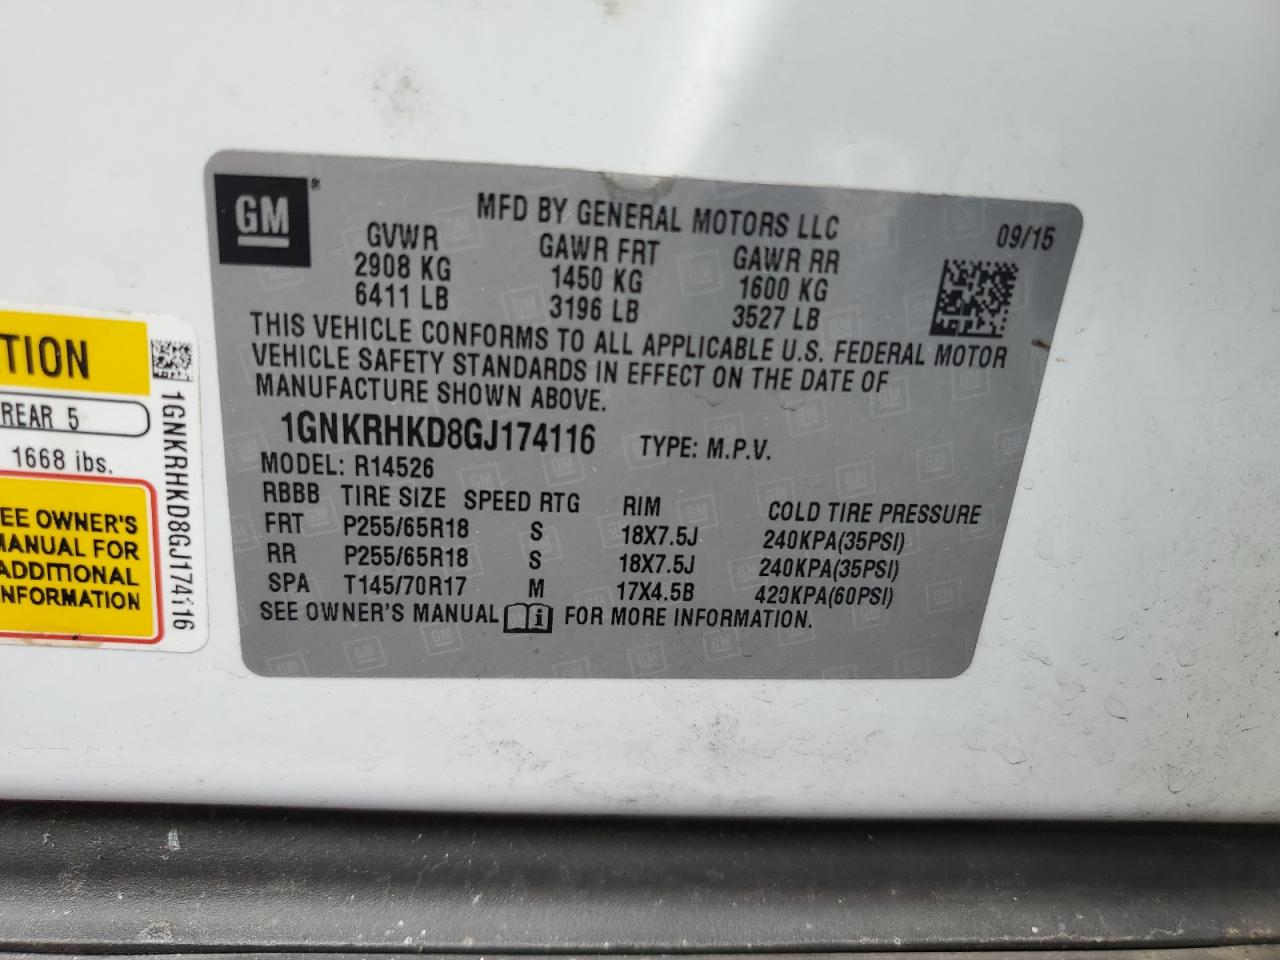 GM ®
MFD BY GENERAL MOTORS LLC
09/15
GVWR GAWR FRT GAWR RR
2908 KG 1450 KG 1600 KG
6411 LB 3196 LB 3527 LB
THIS VEHICLE CONFORMS TO ALL APPLICABLE U.S. FEDERAL MOTOR
VEHICLE SAFETY STANDARDS IN EFFECT ON THE DATE OF
MANUFACTURE SHOWN ABOVE.
1GNKRHKD8GJ174116 TYPE: M.P.V.
MODEL: R14526
RBBB TIRE SIZE SPEED RTG RIM COLD TIRE PRESSURE
FRT P255/65R18 S 18X7.5J 240KPA(35PSI)
RR P255/65R18 S 18X7.5J 240KPA(35PSI)
SPA T145/70R17 M 17X4.5B 420KPA(60PSI)
SEE OWNER'S MANUAL FOR MORE INFORMATION.
TION
REAR 5
1668 lbs.
EE OWNER'S
MANUAL FOR
ADDITIONAL
NFORMATION
1GNKRHKD8GJ174116